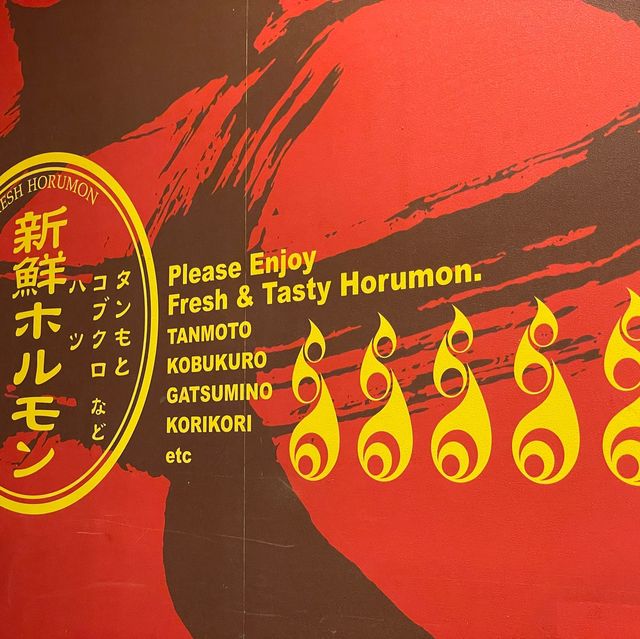 RESH HORUMON
新鮮ホルモン
タンもと
コブクロ など
ハツ
Please Enjoy
Fresh & Tasty Horumon.
TANMOTO
KOBUKURO
GATSUMINO
KORIKORI
etc